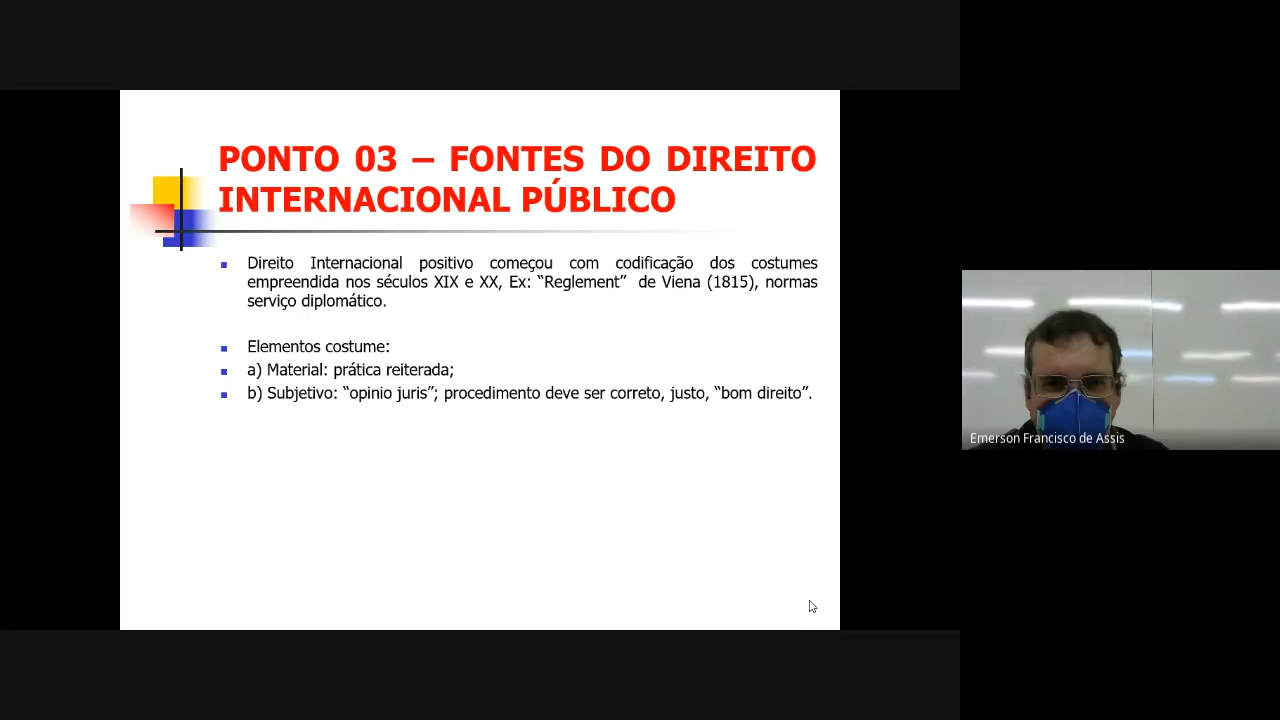 PONTO 03 – FONTES DO DIREITO
INTERNACIONAL PÚBLICO
Direito Internacional positivo começou com codificação dos costumes
empreendida nos séculos XIX e XX, Ex: “Reglement” de Viena (1815), normas
serviço diplomático.
Elementos costume:
a) Material: prática reiterada;
b) Subjetivo: “opinio juris”; procedimento deve ser correto, justo, “bom direito”.
Emerson Francisco de Assis